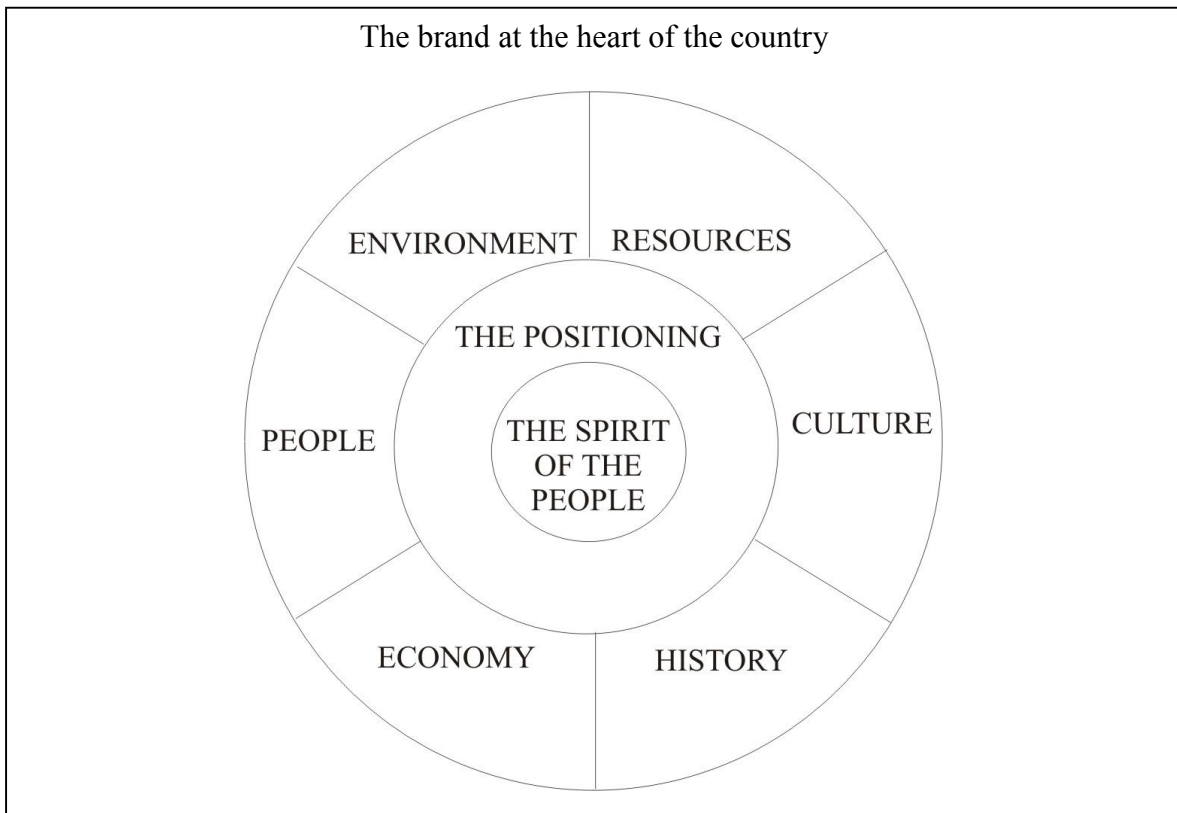 The brand at the heart of the country
ENVIRONMENT
RESOURCES
THE POSITIONING
PEOPLE
THE SPIRIT
OF THE
PEOPLE
CULTURE
ECONOMY
HISTORY